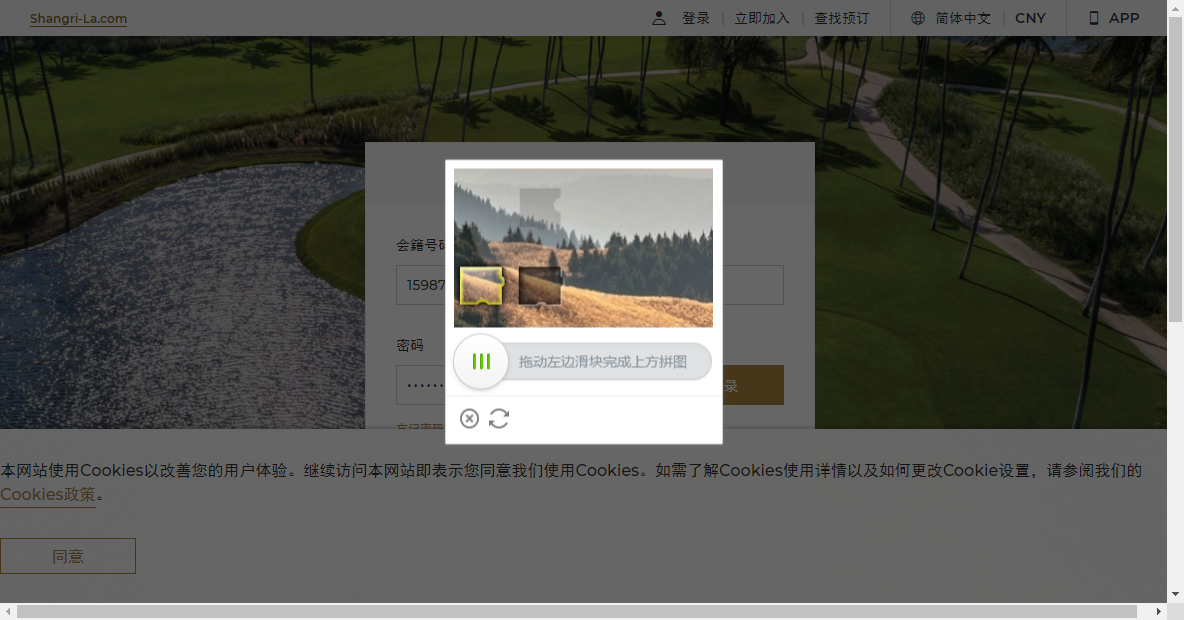 Shangri-La.com
登录 立即加入 查找预订 简体中文 CNY APP
会籍号码
15987
密码
拖动左边滑块完成上方拼图
录
本网站使用Cookies以改善您的用户体验。继续访问本网站即表示您同意我们使用Cookies。如需了解Cookies使用详情以及如何更改Cookie设置，请参阅我们的
Cookies政策。
同意